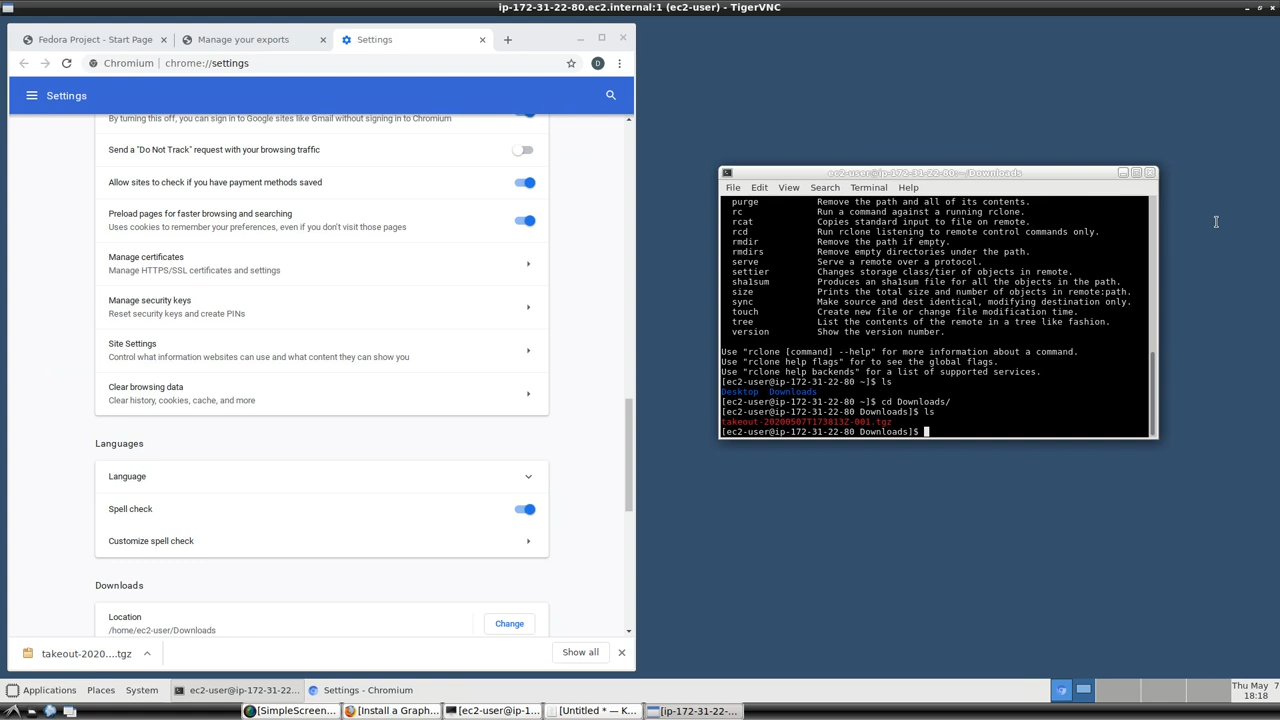 ip-172-31-22-80.ec2.internal:1 (ec2-user) - TigerVNC
Fedora Project - Start Page
Manage your exports
Settings
Chromium | chrome://settings
D
Settings
By turning this off, you can sign in to Google sites like Gmail without signing in to Chromium
Send a "Do Not Track" request with your browsing traffic
Allow sites to check if you have payment methods saved
Preload pages for faster browsing and searching
Uses cookies to remember your preferences, even if you don't visit those pages
Manage certificates
Manage HTTPS/SSL certificates and settings
Manage security keys
Reset security keys and create PINs
Site Settings
Control what information websites can use and what content they can show you
Clear browsing data
Clear history, cookies, cache, and more
Languages
Language
Spell check
Customize spell check
Downloads
Location
/home/ec2-user/Downloads
Change
takeout-2020....tgz
Show all
ec2-user@ip-172-31-22-80:~/Downloads
File Edit View Search Terminal Help
purge Remove the path and all of its contents.
rc Run a command against a running rclone.
rcat Copies standard input to file on remote.
rcd Run rclone listening to remote control commands only.
rmdir Remove the path if empty.
rmdirs Remove empty directories under the path.
serve Serve a remote over a protocol.
settier Changes storage class/tier of objects in remote.
sha1sum Produces an sha1sum file for all the objects in the path.
size Prints the total size and number of objects in remote:path.
sync Make source and dest identical, modifying destination only.
touch Create new file or change file modification time.
tree List the contents of the remote in a tree like fashion.
version Show the version number.
Use "rclone [command] --help" for more information about a command.
Use "rclone help flags" for to see the global flags.
Use "rclone help backends" for a list of supported services.
[ec2-user@ip-172-31-22-80 ~]$ ls
Desktop Downloads
[ec2-user@ip-172-31-22-80 ~]$ cd Downloads/
[ec2-user@ip-172-31-22-80 Downloads]$ ls
takeout-20200507T173813Z-001.tgz
[ec2-user@ip-172-31-22-80 Downloads]$
Applications Places System
ec2-user@ip-172-31-22...
Settings - Chromium
Thu May 7
18:18
[SimpleScreen...
[Install a Graph...
[ec2-user@ip-1...
[Untitled * — K...
[ip-172-31-22-...